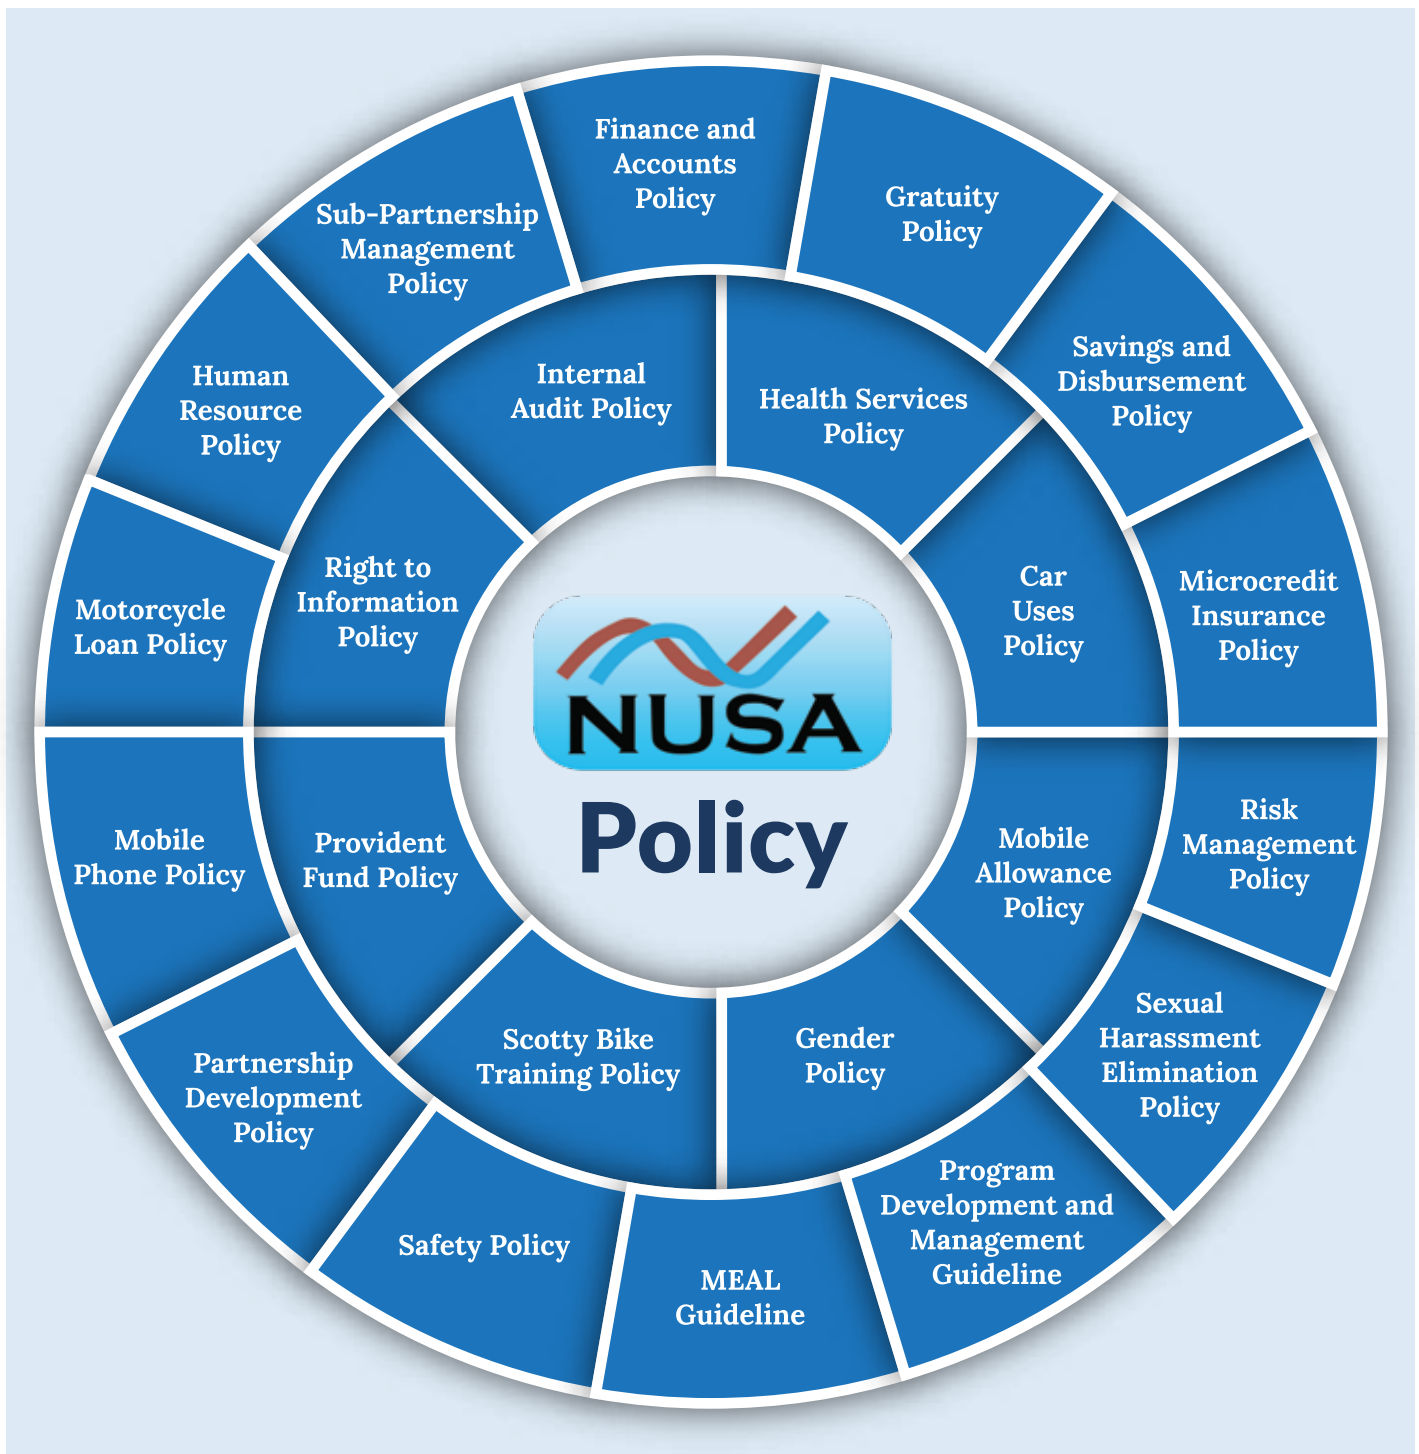 Finance and
Accounts
Policy
Gratuity
Policy
Savings and
Disbursement
Policy
Microcredit
Insurance
Policy
Risk
Management
Policy
Sexual
Harassment
Elimination
Policy
Program
Development and
Management
Guideline
MEAL
Guideline
Safety Policy
Partnership
Development
Policy
Mobile
Phone Policy
Motorcycle
Loan Policy
Human
Resource
Policy
Sub-Partnership
Management
Policy
Internal
Audit Policy
Health Services
Policy
Car
Uses
Policy
Mobile
Allowance
Policy
Gender
Policy
Scotty Bike
Training Policy
Provident
Fund Policy
Right to
Information
Policy
NUSA
Policy